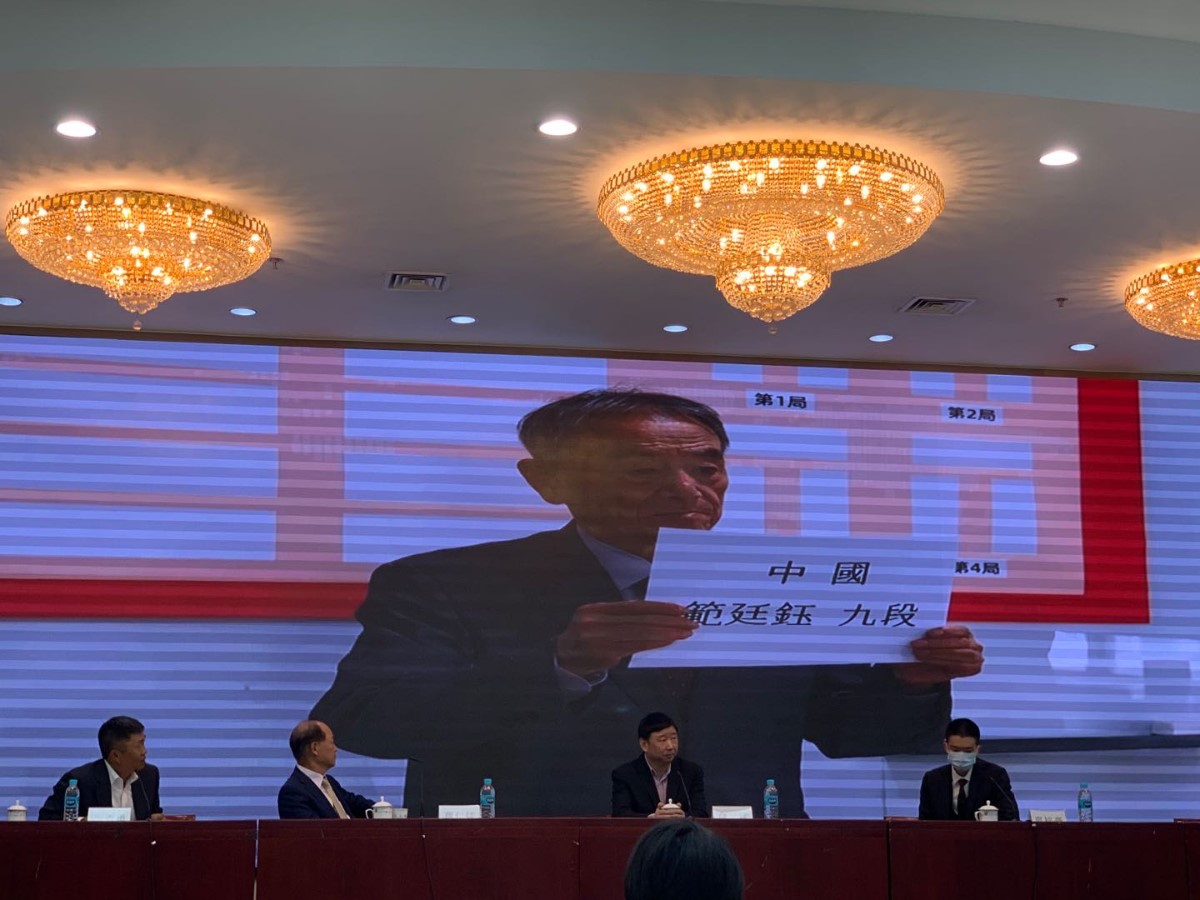 第1局
第2局
第4局
中國
範廷鈺 九段